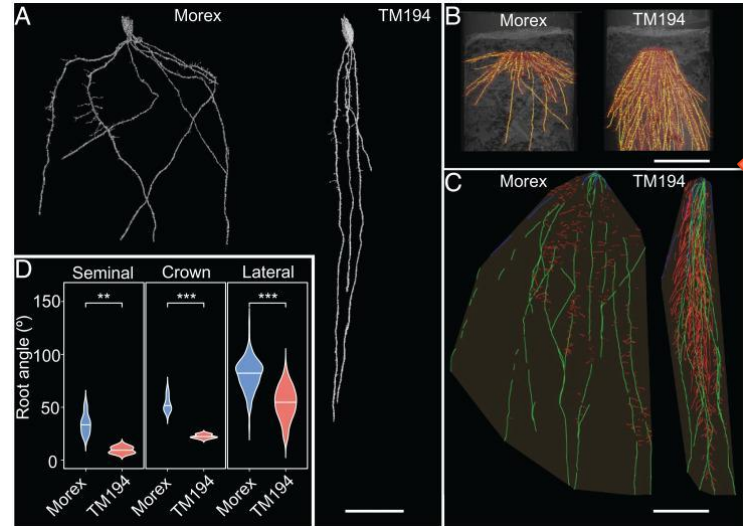 A
Morex
TM194
B
Morex
TM194
C
Morex
TM194
D
Seminal
Crown
Lateral
Root angle (°)
150
100
50
0
**
***
***
Morex
TM194
Morex
TM194
Morex
TM194